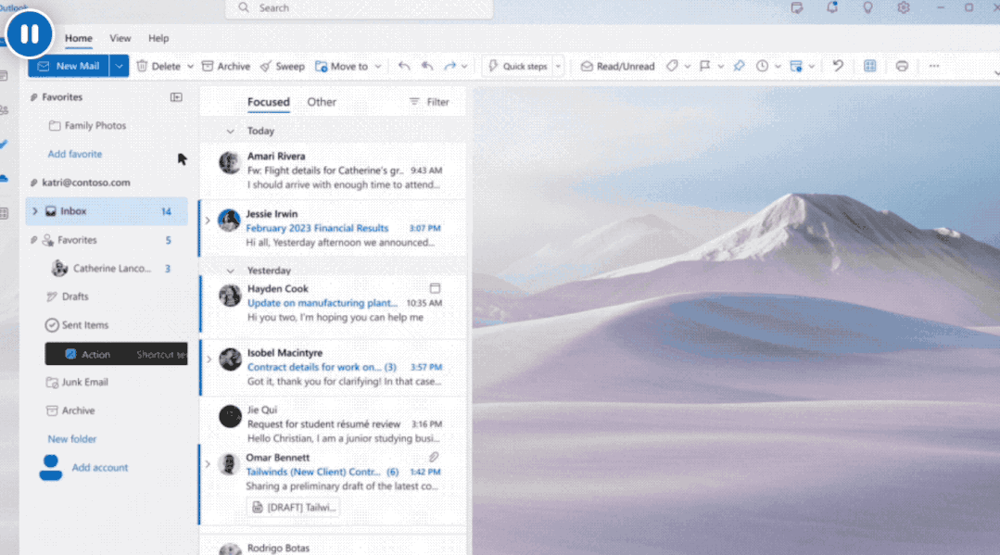 Outlook
Search
Home View Help
New Mail Delete Archive Sweep Move to Quick steps Read/Unread ...
Favorites
Family Photos
Add favorite
katri@contoso.com
Inbox 14
Favorites 5
Catherine Lanco... 3
Drafts
Sent Items
Action Shortcut te
Junk Email
Archive
New folder
Add account
Focused Other Filter
Today
Amari Rivera
Fw: Flight details for Catherine's gr... 9:43 AM
I should arrive with enough time to attend...
Jessie Irwin
February 2023 Financial Results 3:07 PM
Hi all, Yesterday afternoon we announced...
Yesterday
Hayden Cook
Update on manufacturing plant... 10:35 AM
Hi you two, I'm hoping you can help me
Isobel Macintyre
Contract details for work on... (3) 3:57 PM
Got it, thank you for clarifying! In that case...
Jie Qui
Request for student résumé review 3:16 PM
Hello Christian, I am a junior studying busi...
Omar Bennett
Tailwinds (New Client) Contr... (6) 1:42 PM
Sharing a preliminary draft of the latest co...
[DRAFT] Tailwi...
Rodrigo Botas